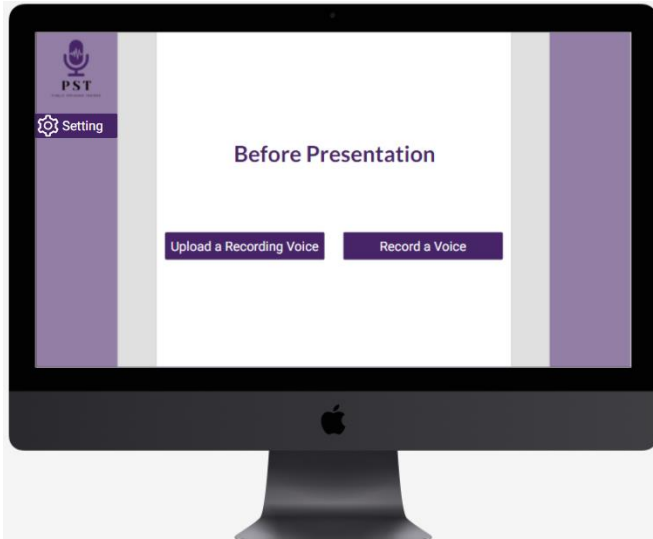 PST
Setting
Before Presentation
Upload a Recording Voice
Record a Voice